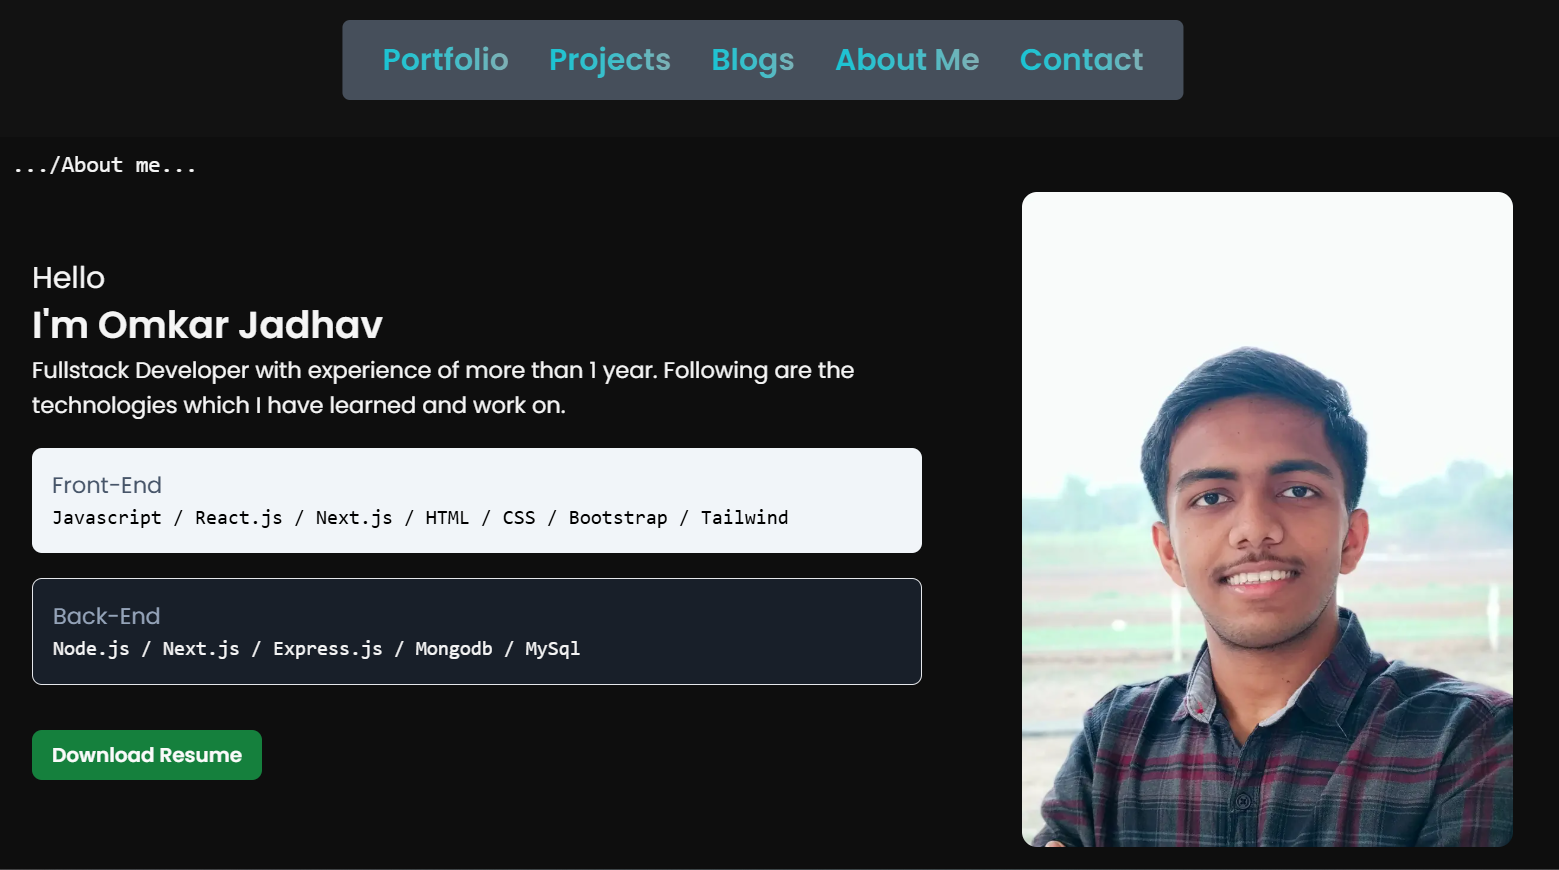 Portfolio Projects Blogs About Me Contact
.../About me...
Hello
I'm Omkar Jadhav
Fullstack Developer with experience of more than 1 year. Following are the
technologies which I have learned and work on.
Front-End
Javascript / React.js / Next.js / HTML / CSS / Bootstrap / Tailwind
Back-End
Node.js / Next.js / Express.js / Mongodb / MySql
Download Resume